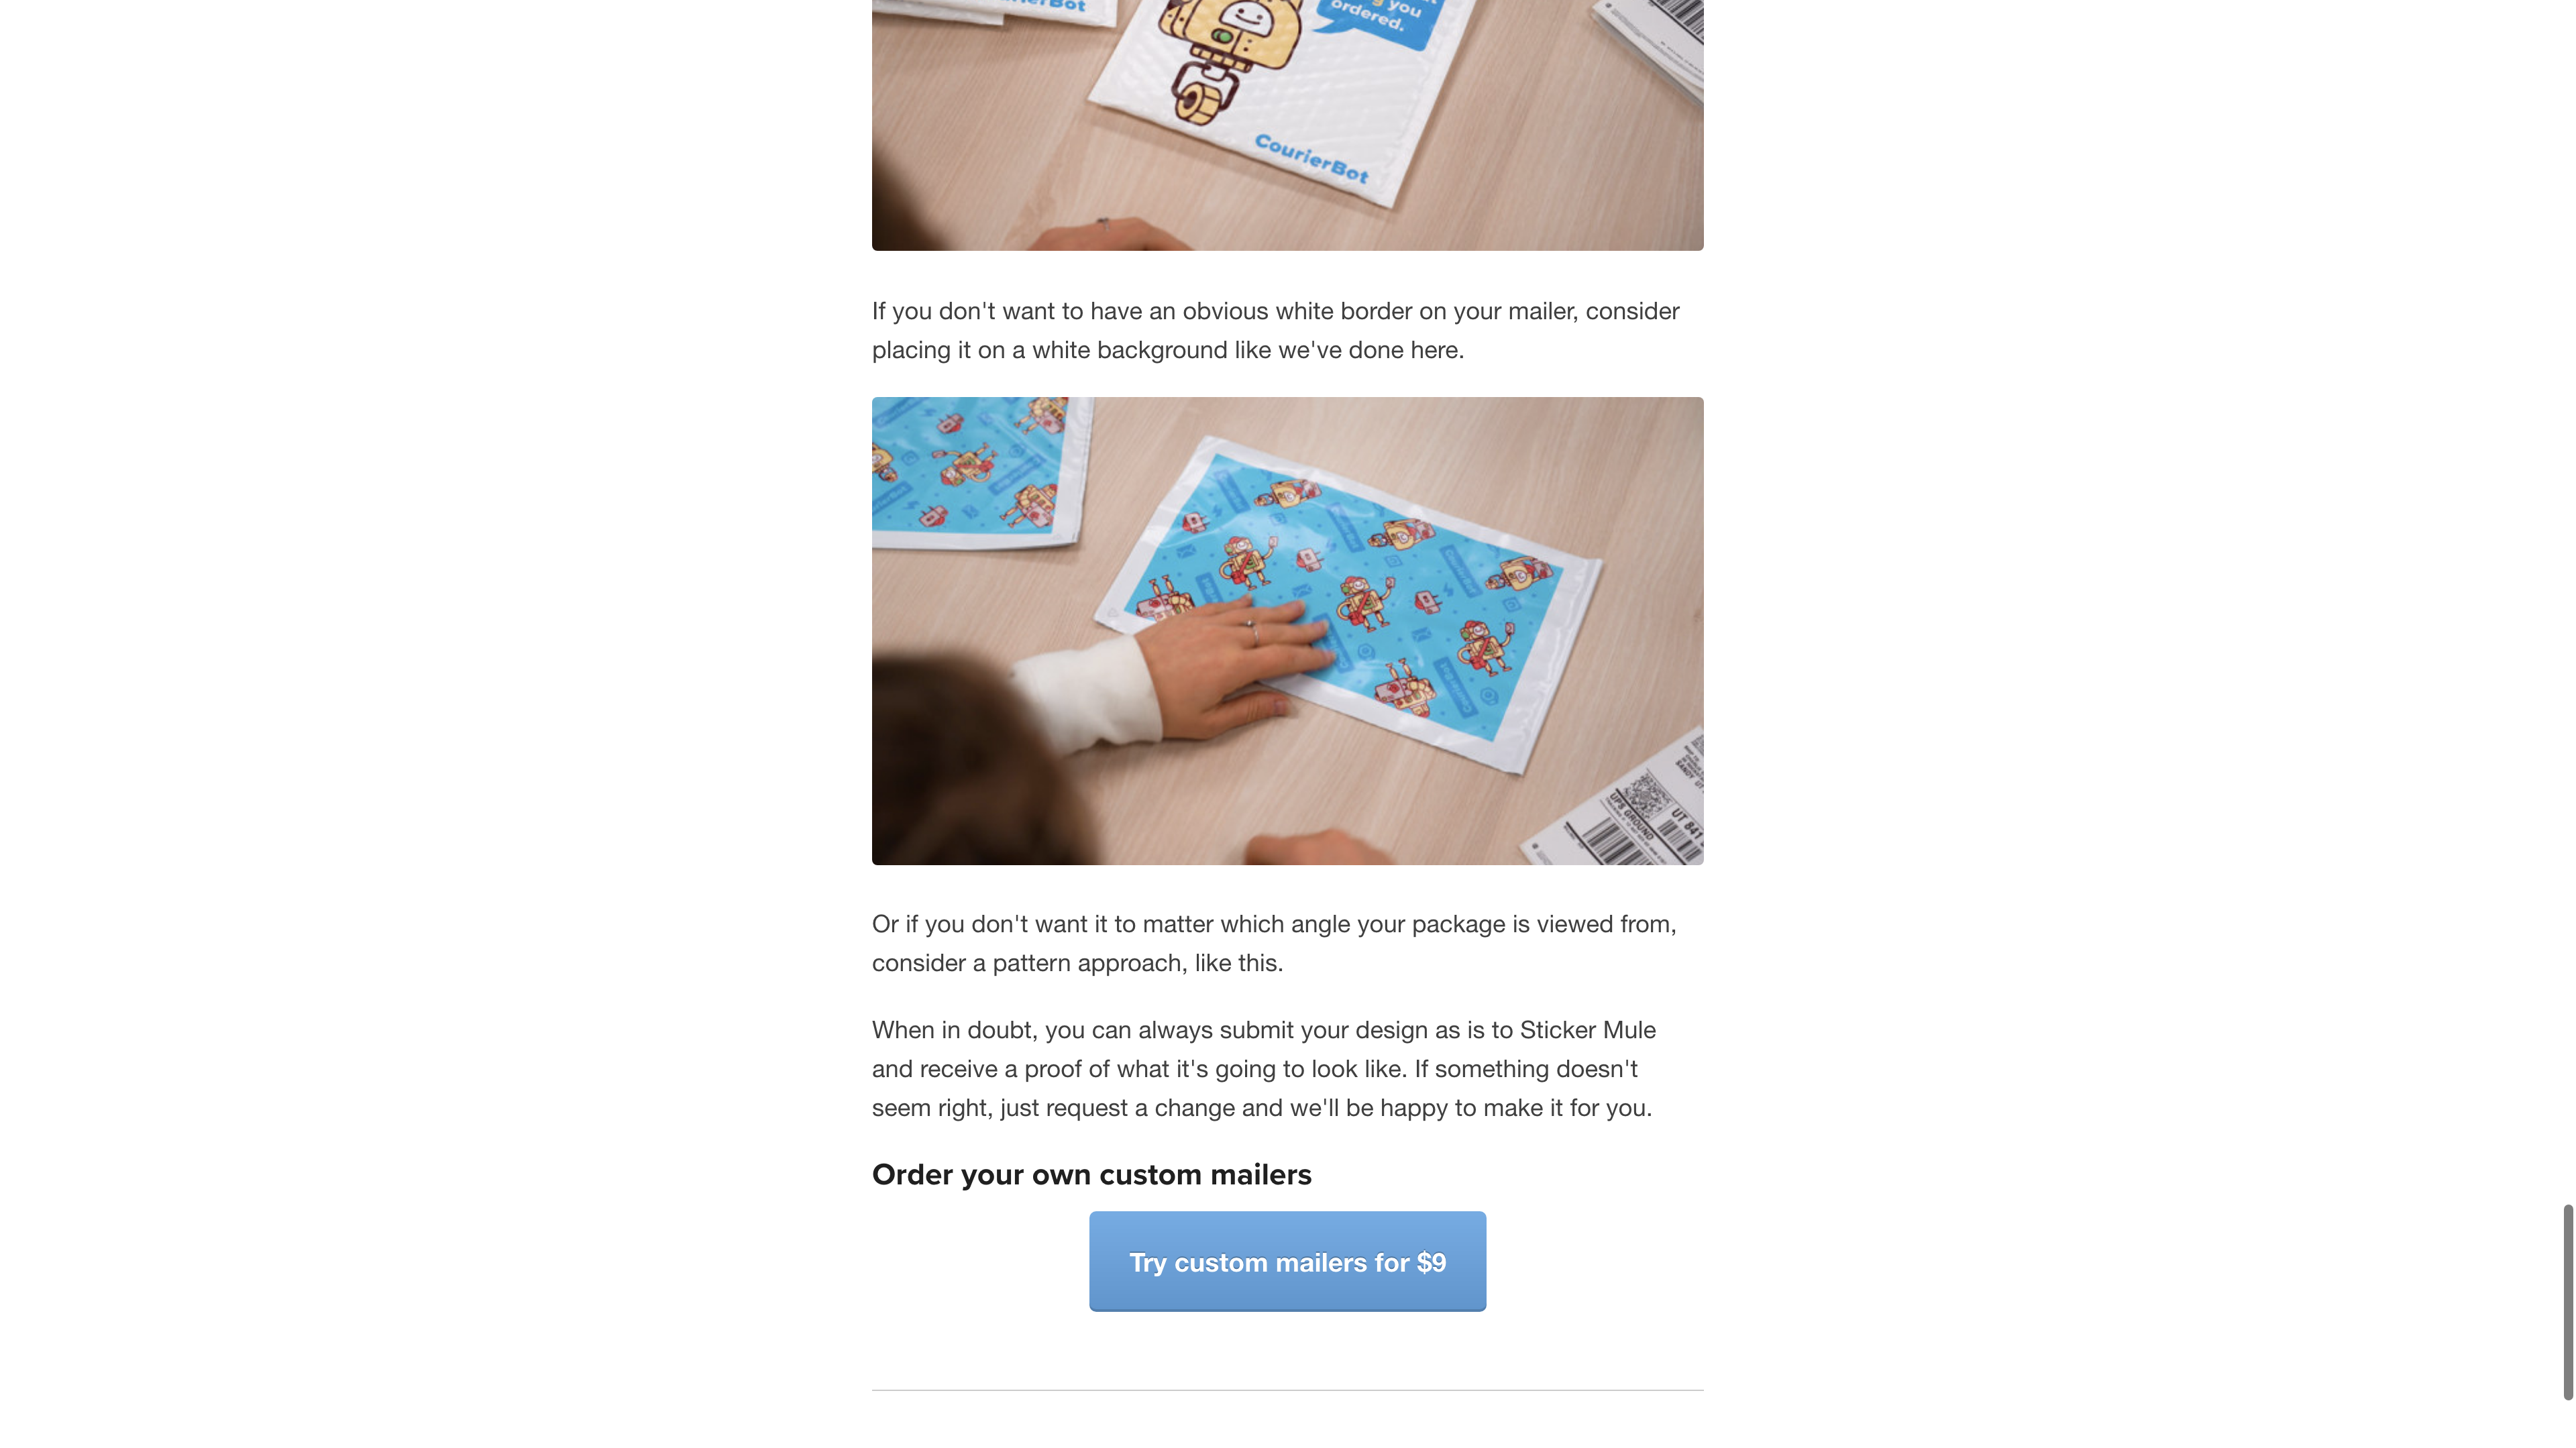 you
ordered.
CourierBot
If you don't want to have an obvious white border on your mailer, consider
placing it on a white background like we've done here.
CourierBot
UPS GROUND
UT 841
Or if you don't want it to matter which angle your package is viewed from,
consider a pattern approach, like this.
When in doubt, you can always submit your design as is to Sticker Mule
and receive a proof of what it's going to look like. If something doesn't
seem right, just request a change and we'll be happy to make it for you.
Order your own custom mailers
Try custom mailers for $9